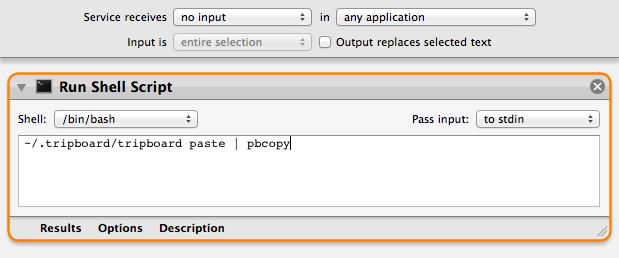 Service receives no input in any application
Input is entire selection Output replaces selected text
Run Shell Script
Shell: /bin/bash Pass input: to stdin
~/.tripboard/tripboard paste | pbcopy
Results Options Description